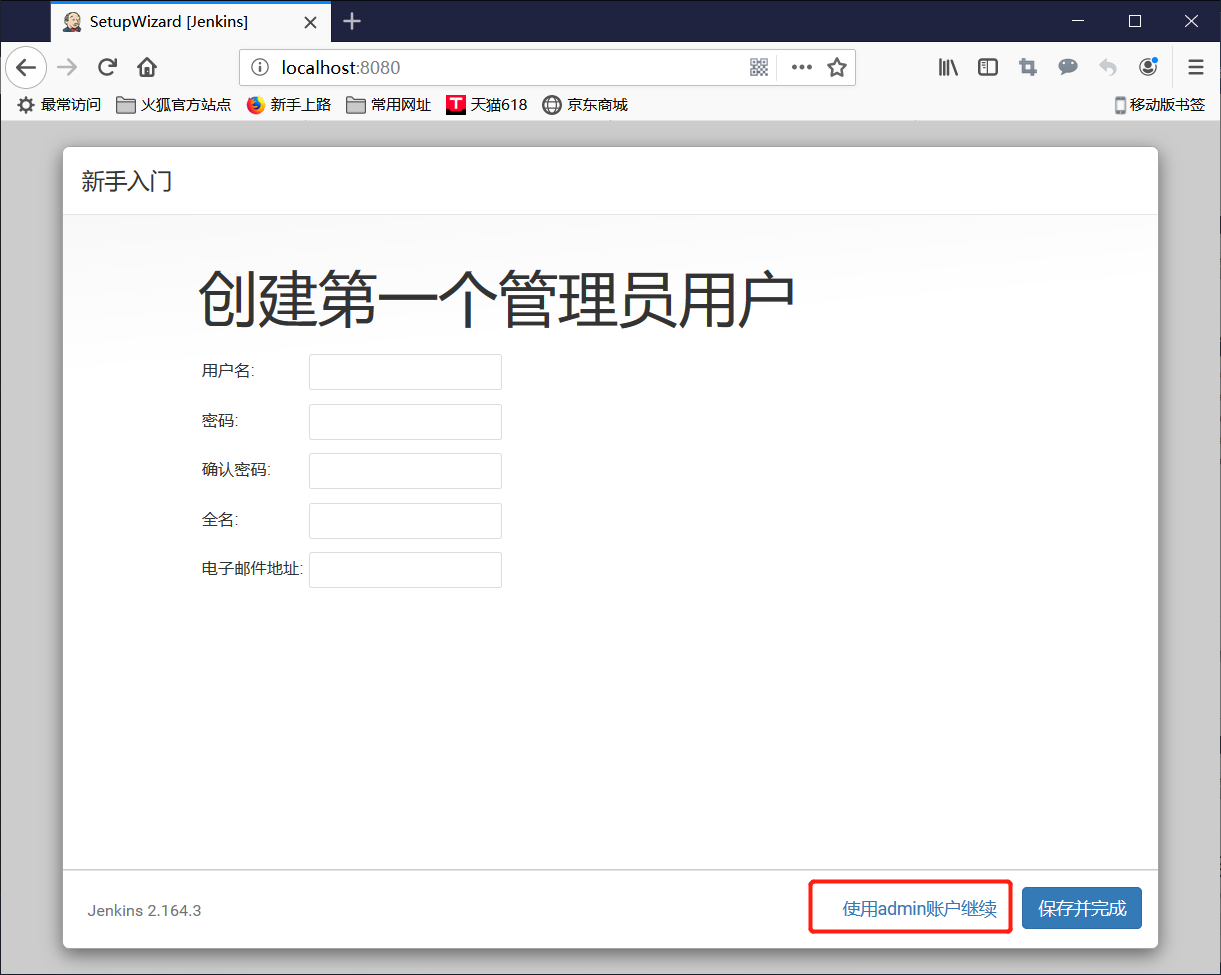 SetupWizard [Jenkins]
localhost:8080
最常访问 火狐官方站点 新手上路 常用网址 T 天猫618 京东商城 移动版书签
新手入门
创建第一个管理员用户
用户名:
密码:
确认密码:
全名:
电子邮件地址:
Jenkins 2.164.3 使用admin账户继续 保存并完成